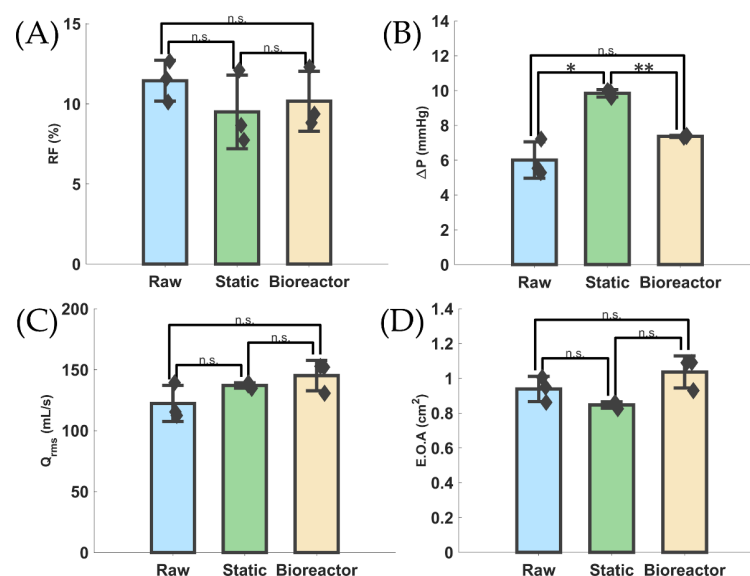 (A)
n.s.
n.s.
n.s.
15
10
5
0
RF (%)
Raw
Static
Bioreactor
(B)
n.s.
*
**
14
12
10
8
6
4
2
0
△P (mmHg)
Raw
Static
Bioreactor
(C)
n.s.
n.s.
n.s.
200
150
100
50
0
Qrms (mL/s)
Raw
Static
Bioreactor
(D)
n.s.
n.s.
n.s.
1.4
1.2
1
0.8
0.6
0.4
0.2
0
E.O.A (cm²)
Raw
Static
Bioreactor